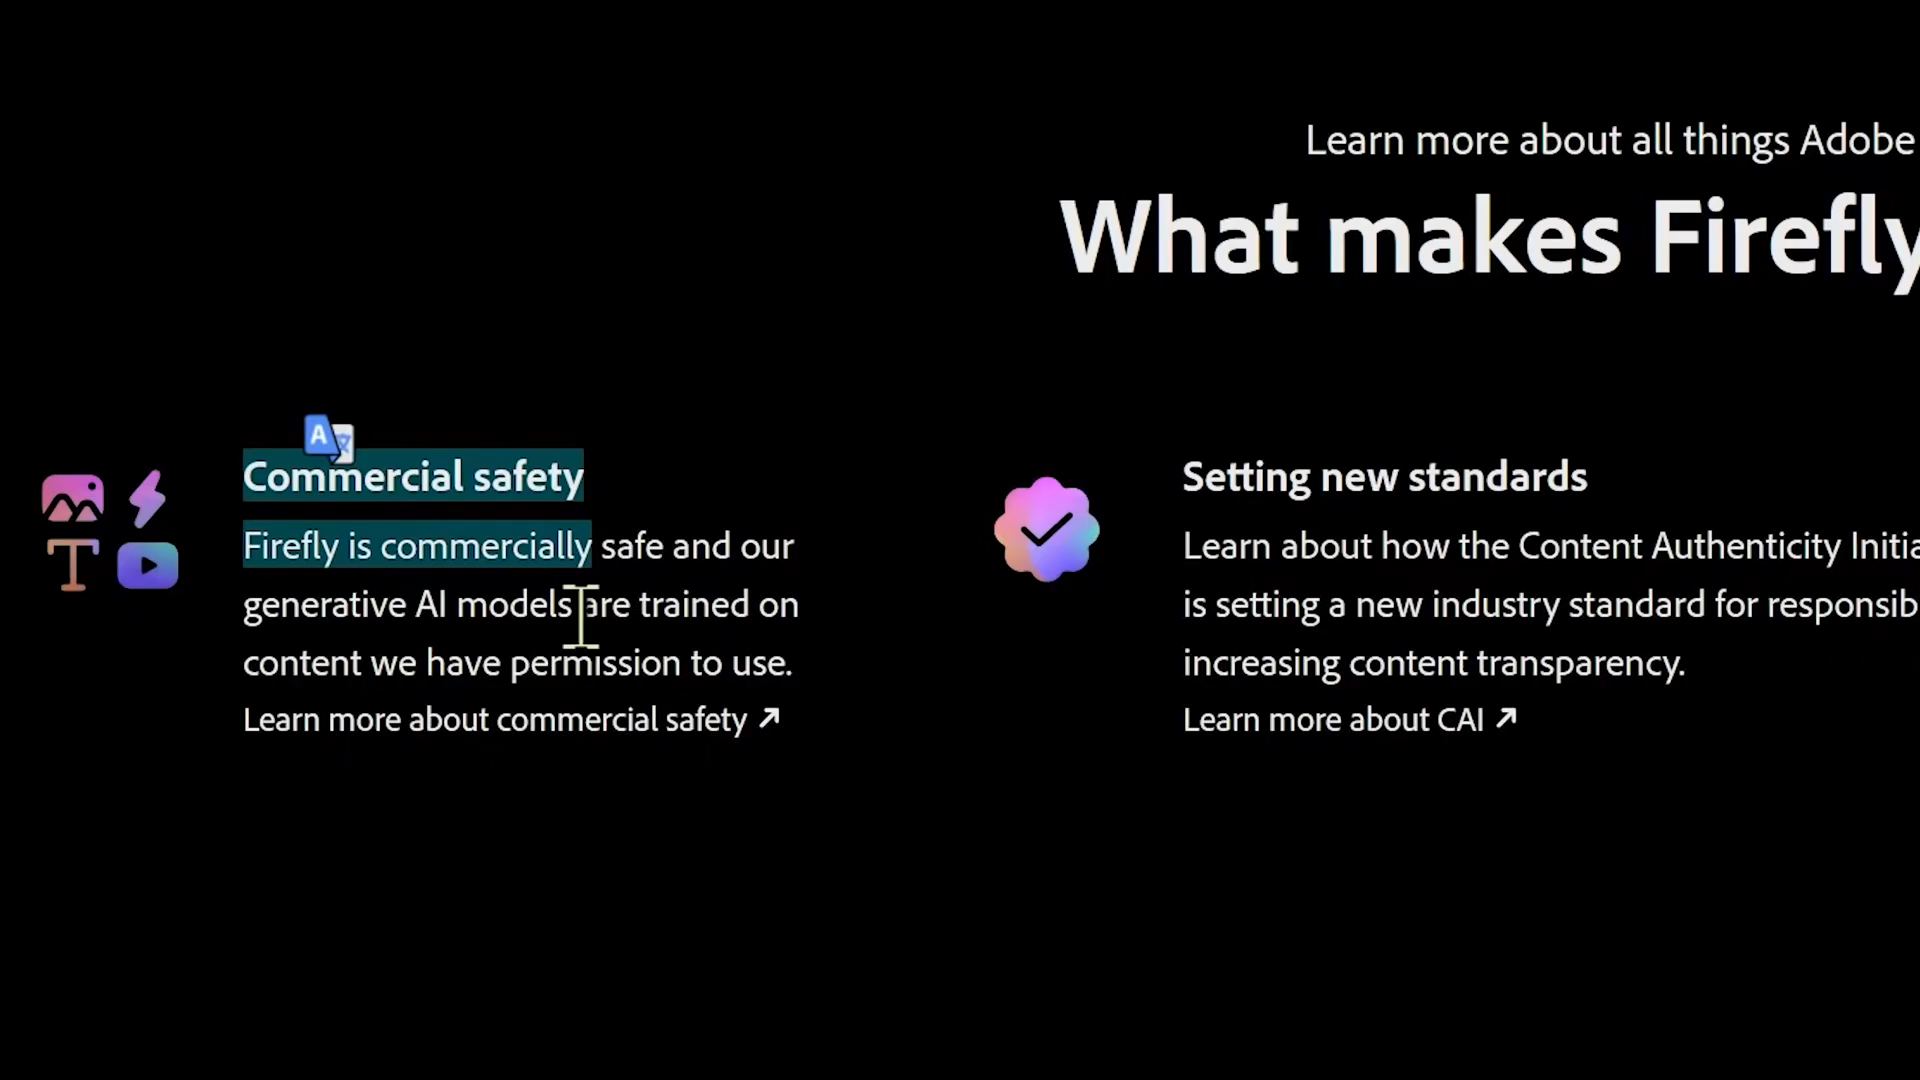 Learn more about all things Adobe
What makes Firefly
Commercial safety
Firefly is commercially safe and our
generative AI models are trained on
content we have permission to use.
Learn more about commercial safety ↗
Setting new standards
Learn about how the Content Authenticity Initia
is setting a new industry standard for responsib
increasing content transparency.
Learn more about CAI ↗